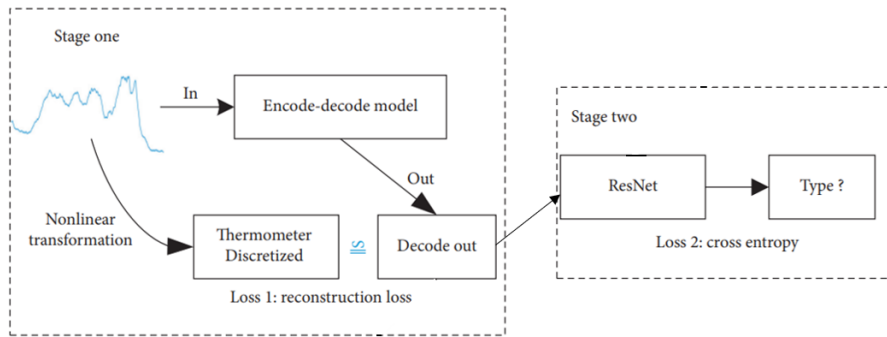 Stage one
In
Encode-decode model
Out
Nonlinear
transformation
Thermometer
Discretized
Decode out
Loss 1: reconstruction loss
Stage two
ResNet
Type ?
Loss 2: cross entropy